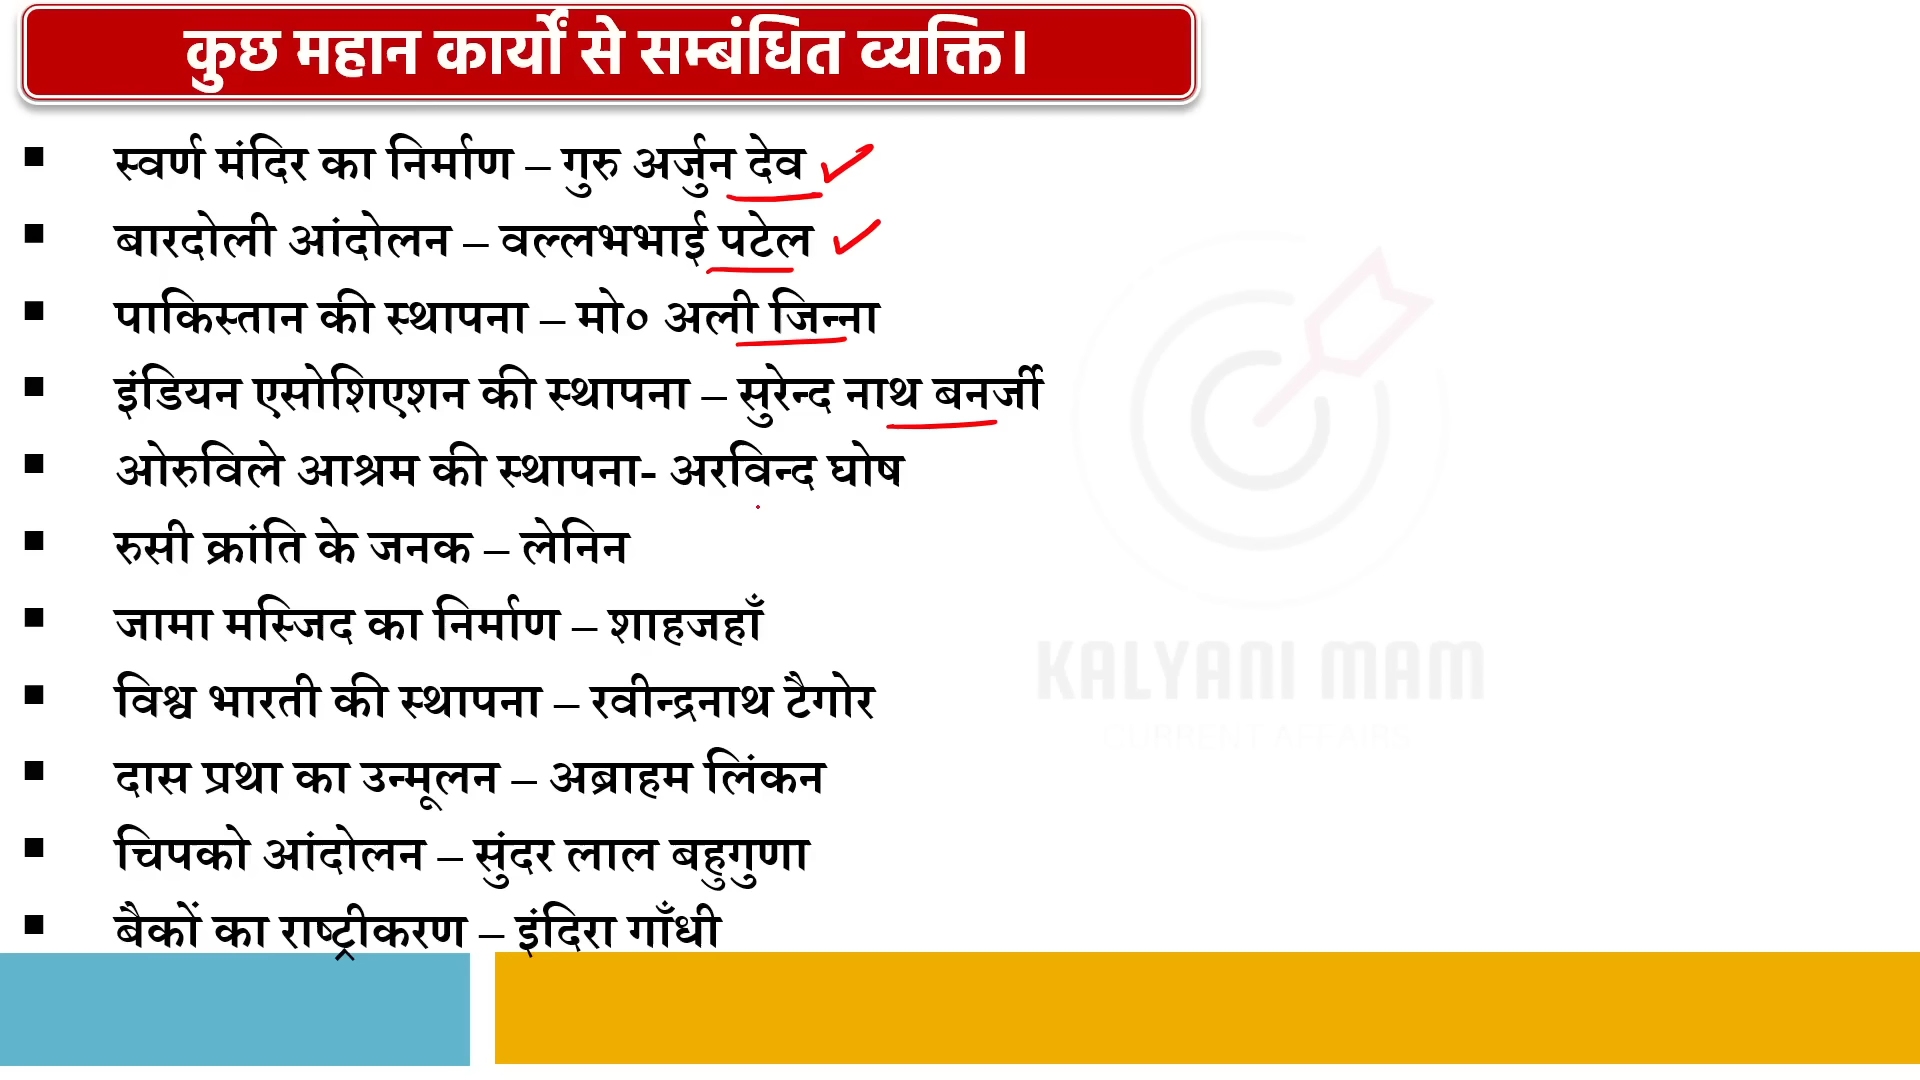 कुछ महान कार्यों से सम्बंधित व्यक्ति।
स्वर्ण मंदिर का निर्माण – गुरु अर्जुन देव
बारदोली आंदोलन – वल्लभभाई पटेल
पाकिस्तान की स्थापना – मो० अली जिन्ना
इंडियन एसोशिएशन की स्थापना – सुरेन्द नाथ बनर्जी
ओरुविले आश्रम की स्थापना- अरविन्द घोष
रुसी क्रांति के जनक – लेनिन
जामा मस्जिद का निर्माण – शाहजहाँ
विश्व भारती की स्थापना – रवीन्द्रनाथ टैगोर
दास प्रथा का उन्मूलन – अब्राहम लिंकन
चिपको आंदोलन – सुंदर लाल बहुगुणा
बैकों का राष्ट्रीकरण – इंदिरा गाँधी
KALYANI MAM
CURRENT AFFAIRS